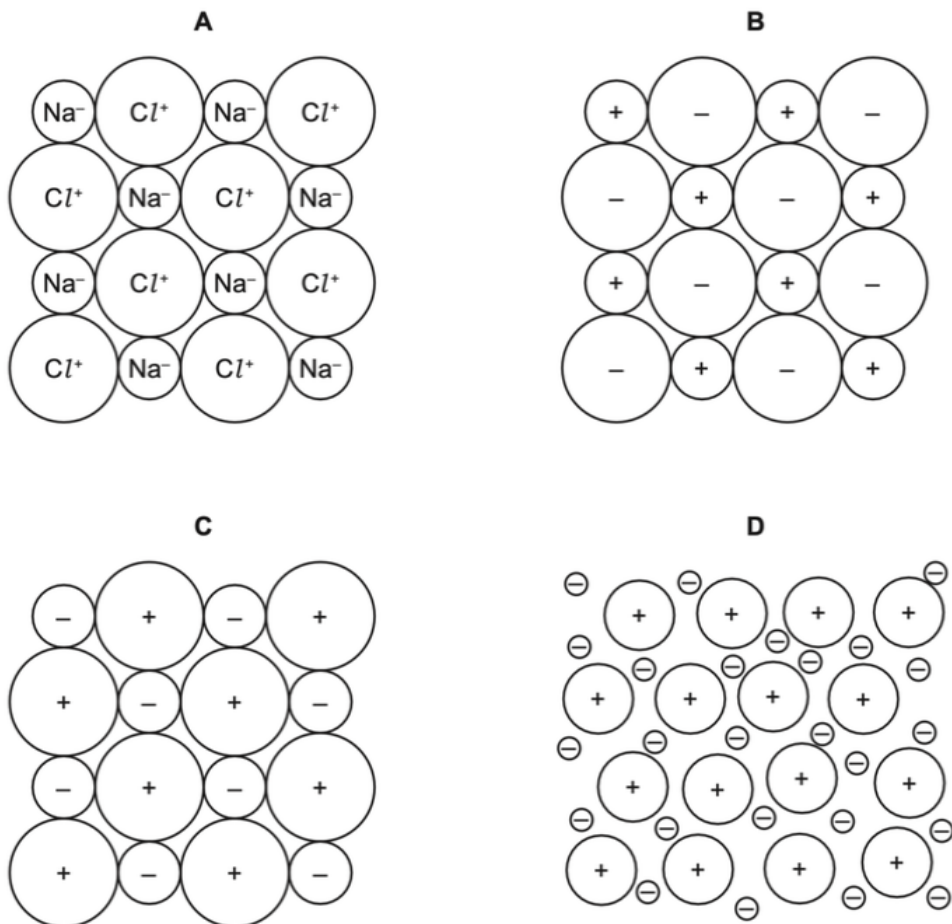 A B
Na⁻ Cl⁺ Na⁻ Cl⁺ + − + −
Cl⁺ Na⁻ Cl⁺ Na⁻ − + − +
Na⁻ Cl⁺ Na⁻ Cl⁺ + − + −
Cl⁺ Na⁻ Cl⁺ Na⁻ − + − +
C D
− + − + − − −
+ + + +
+ − + − − − − − − −
+ + + +
− + − + − − − − − −
+ + + +
+ − + − − − − − −
+ + + +
− − − −